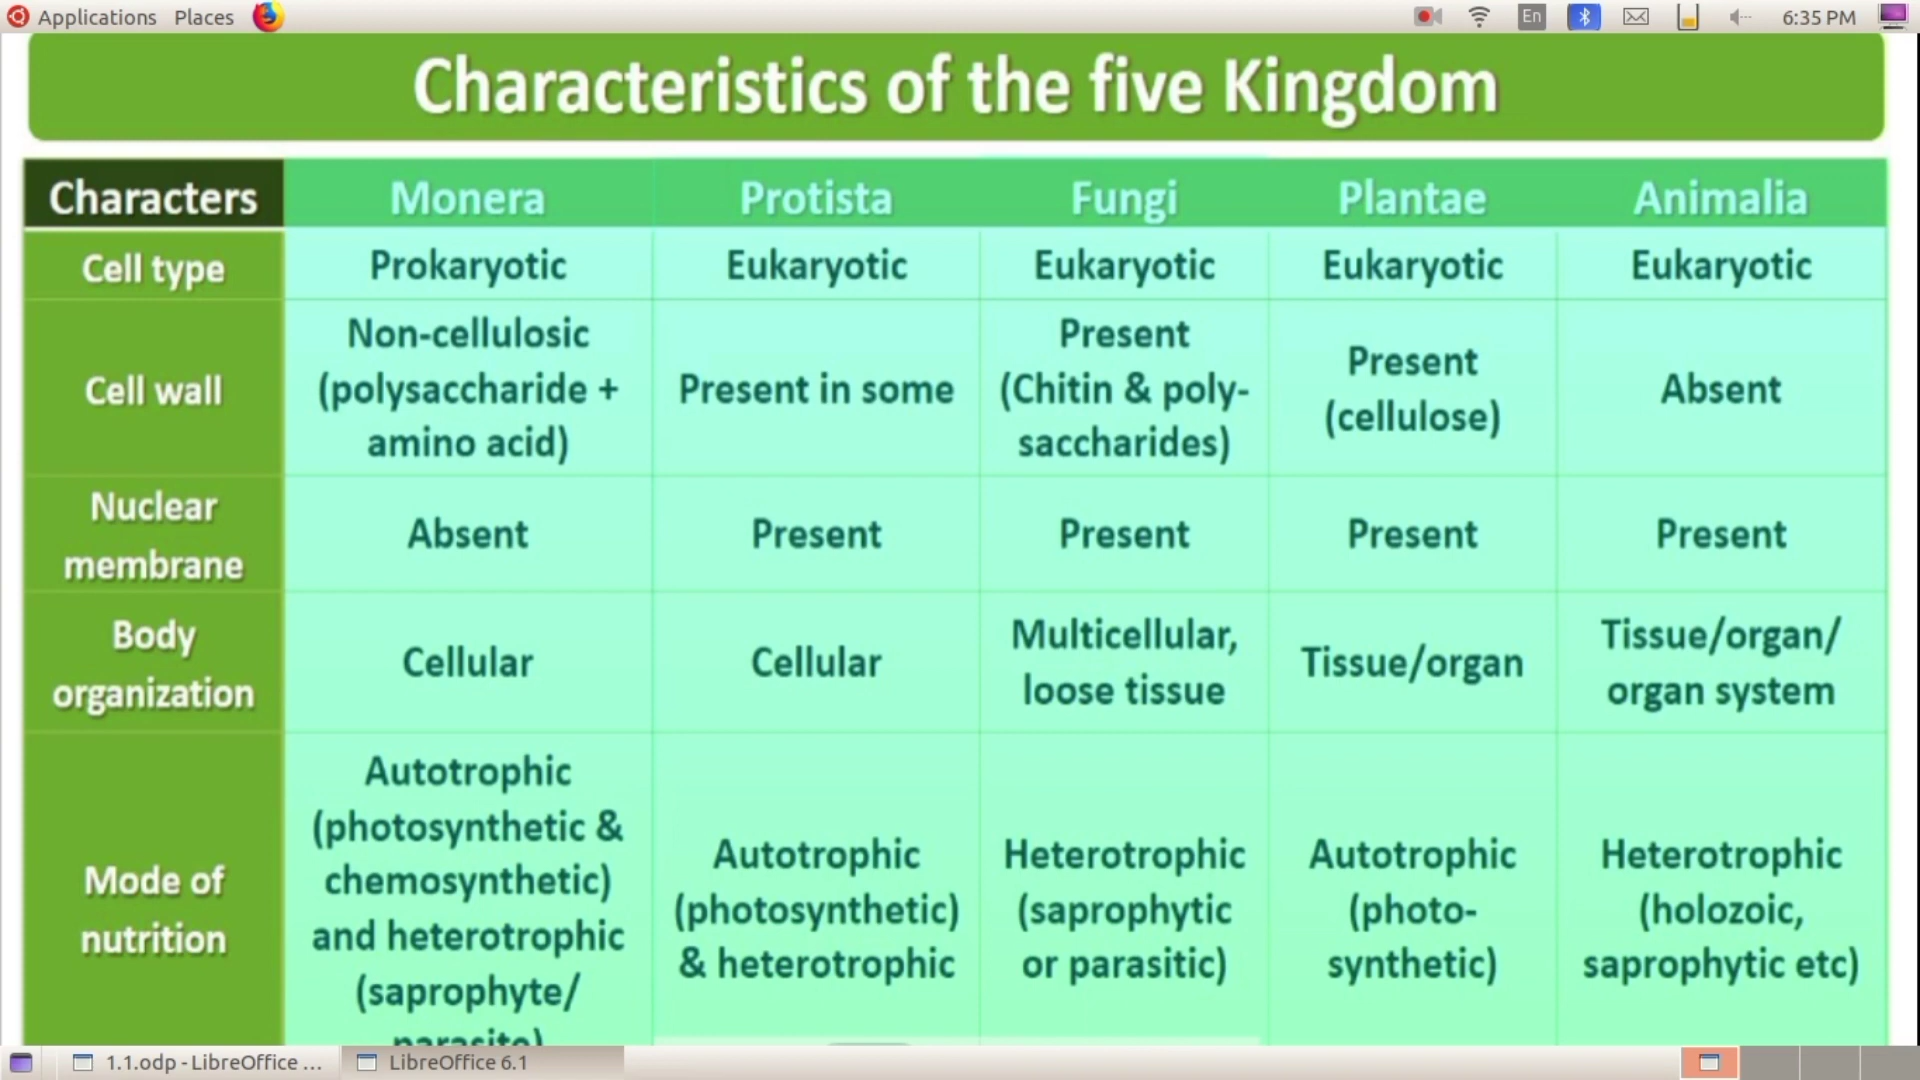 Applications Places En 6:35 PM
Characteristics of the five Kingdom
Characters Monera Protista Fungi Plantae Animalia
Cell type Prokaryotic Eukaryotic Eukaryotic Eukaryotic Eukaryotic
Cell wall
Non-cellulosic
(polysaccharide +
amino acid)
Present in some
Present
(Chitin & poly-
saccharides)
Present
(cellulose)
Absent
Nuclear
membrane
Absent Present Present Present Present
Body
organization
Cellular
Cellular
Multicellular,
loose tissue
Tissue/organ
Tissue/organ/
organ system
Mode of
nutrition
Autotrophic
(photosynthetic &
chemosynthetic)
and heterotrophic
(saprophyte/
parasite)
Autotrophic
(photosynthetic)
& heterotrophic
Heterotrophic
(saprophytic
or parasitic)
Autotrophic
(photo-
synthetic)
Heterotrophic
(holozoic,
saprophytic etc)
1.1.odp - LibreOffice ... LibreOffice 6.1